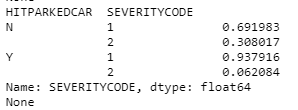 HITPARKEDCAR  SEVERITYCODE
N             1               0.691983
              2               0.308017
Y             1               0.937916
              2               0.062084
Name: SEVERITYCODE, dtype: float64
None